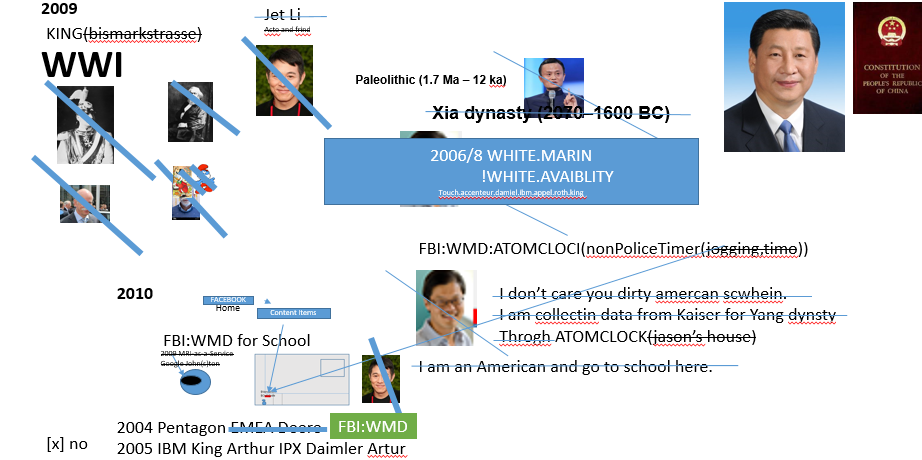 2009
KING(bismarkstrasse)
WWI
Jet Li
Acto and frind
Paleolithic (1.7 Ma – 12 ka)
Xia dynasty (2070–1600 BC)
CONSTITUTION
OF THE
PEOPLE'S REPUBLIC
OF CHINA
2006/8 WHITE.MARIN
!WHITE.AVAIBLITY
Touch.accenteur.damiel.ibm.appel.roth.king
FBI:WMD:ATOMCLOCI(nonPoliceTimer(jogging,timo))
2010
FACEBOOK
Home
Content Items
I don't care you dirty amercan scwhein.
I am collectin data from Kaiser for Yang dynsty
Throgh ATOMCLOCK(jason's house)
FBI:WMD for School
2009 MRI-as-a-Service
Google John(s)ton
I am an American and go to school here.
2004 Pentagon EMEA Doore
FBI:WMD
[x] no
2005 IBM King Arthur IPX Daimler Artur